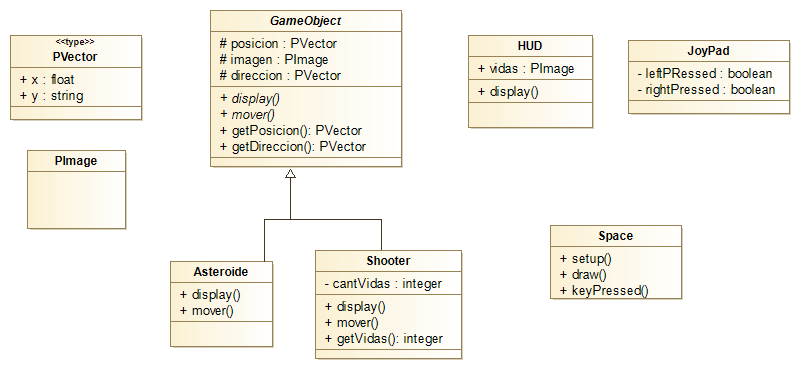 <<type>>
PVector
+ x : float
+ y : string
GameObject
# posicion : PVector
# imagen : PImage
# direccion : PVector
+ display()
+ mover()
+ getPosicion(): PVector
+ getDireccion(): PVector
HUD
+ vidas : PImage
+ display()
JoyPad
- leftPRessed : boolean
- rightPressed : boolean
PImage
Asteroide
+ display()
+ mover()
Shooter
- cantVidas : integer
+ display()
+ mover()
+ getVidas(): integer
Space
+ setup()
+ draw()
+ keyPressed()